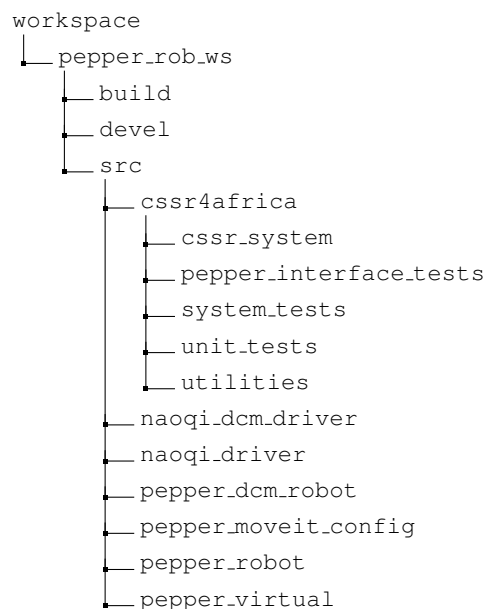 workspace
pepper_rob_ws
build
devel
src
cssr4africa
cssr_system
pepper_interface_tests
system_tests
unit_tests
utilities
naoqi_dcm_driver
naoqi_driver
pepper_dcm_robot
pepper_moveit_config
pepper_robot
pepper_virtual